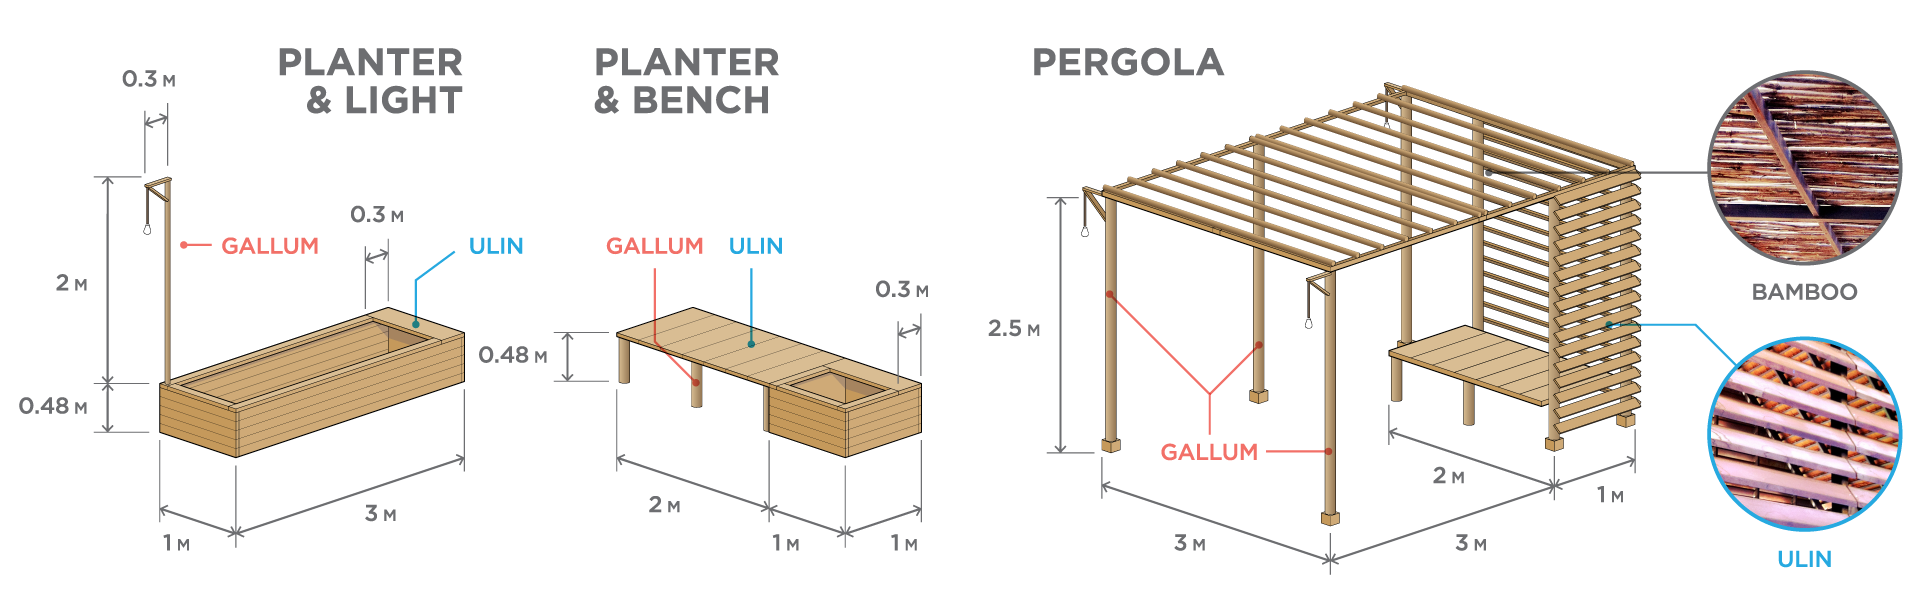 PLANTER
& LIGHT
0.3 M
0.3 M
GALLUM
ULIN
2 M
0.48 M
3 M
1 M
PLANTER
& BENCH
GALLUM
ULIN
0.3 M
0.48 M
2 M
1 M
1 M
PERGOLA
BAMBOO
2.5 M
GALLUM
2 M
1 M
3 M
3 M
ULIN